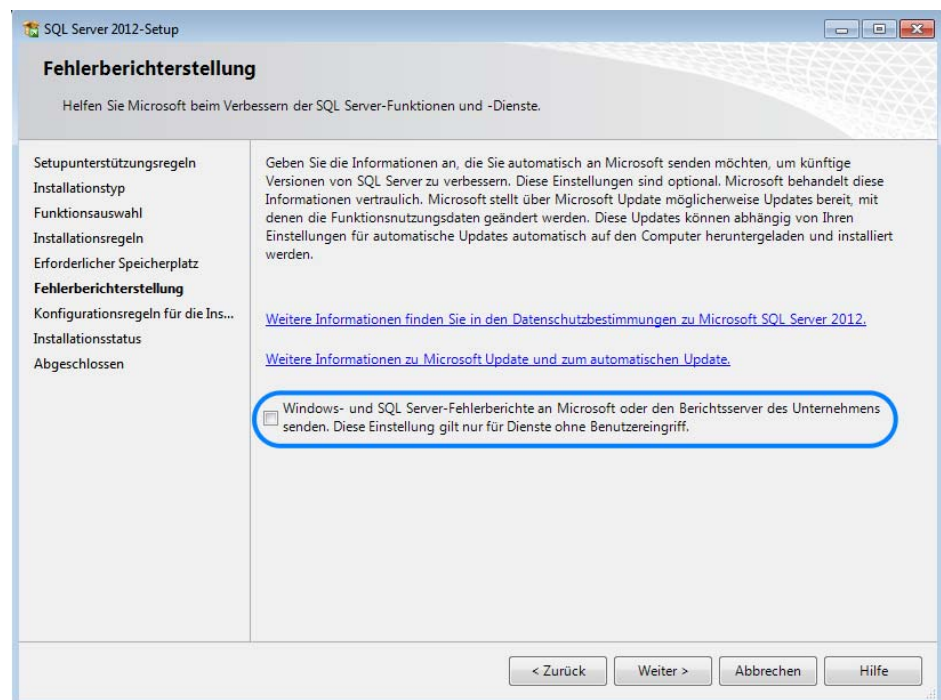 SQL Server 2012-Setup
Fehlerberichterstellung
Helfen Sie Microsoft beim Verbessern der SQL Server-Funktionen und -Dienste.
Setupunterstützungsregeln
Installationstyp
Funktionsauswahl
Installationsregeln
Erforderlicher Speicherplatz
Fehlerberichterstellung
Konfigurationsregeln für die Ins...
Installationsstatus
Abgeschlossen
Geben Sie die Informationen an, die Sie automatisch an Microsoft senden möchten, um künftige
Versionen von SQL Server zu verbessern. Diese Einstellungen sind optional. Microsoft behandelt diese
Informationen vertraulich. Microsoft stellt über Microsoft Update möglicherweise Updates bereit, mit
denen die Funktionsnutzungsdaten geändert werden. Diese Updates können abhängig von Ihren
Einstellungen für automatische Updates automatisch auf den Computer heruntergeladen und installiert
werden.
Weitere Informationen finden Sie in den Datenschutzbestimmungen zu Microsoft SQL Server 2012.
Weitere Informationen zu Microsoft Update und zum automatischen Update.
Windows- und SQL Server-Fehlerberichte an Microsoft oder den Berichtsserver des Unternehmens
senden. Diese Einstellung gilt nur für Dienste ohne Benutzereingriff.
< Zurück
Weiter >
Abbrechen
Hilfe